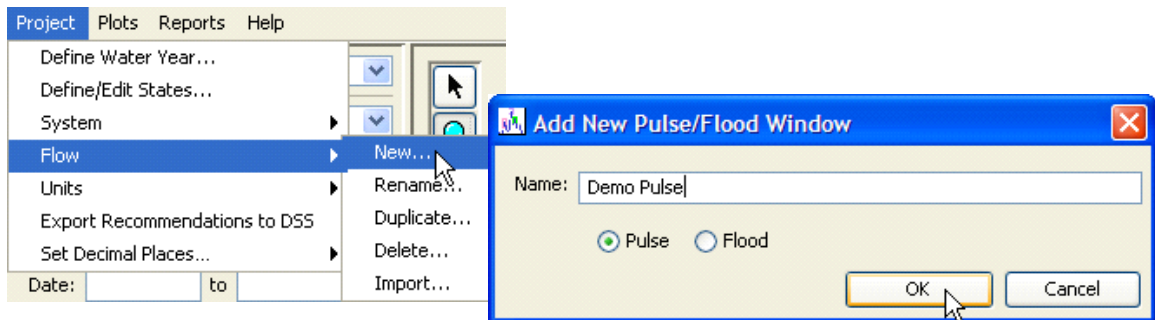 Project Plots Reports Help
Define Water Year...
Define/Edit States...
System
Flow
Units
Export Recommendations to DSS
Set Decimal Places...
Date: to
New...
Rename...
Duplicate...
Delete...
Import...
Add New Pulse/Flood Window
Name: Demo Pulse
Pulse Flood
OK Cancel